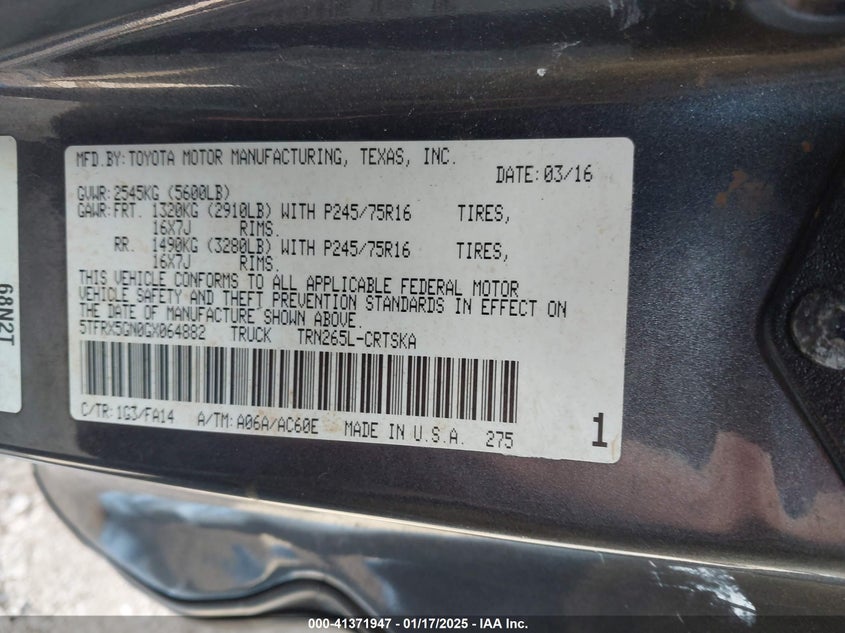 MFD.BY:TOYOTA MOTOR MANUFACTURING, TEXAS, INC.
DATE:03/16
GVWR:2545KG (5600LB)
GAWR:FRT. 1320KG (2910LB) WITH P245/75R16 TIRES,
16X7J RIMS.
RR. 1490KG (3280LB) WITH P245/75R16 TIRES,
16X7J RIMS.
THIS VEHICLE CONFORMS TO ALL APPLICABLE FEDERAL MOTOR
VEHICLE SAFETY AND THEFT PREVENTION STANDARDS IN EFFECT ON
THE DATE OF MANUFACTURE SHOWN ABOVE.
5TFRX5GN0GX064882 TRUCK TRN265L-CRTSKA
C/TR:1G3/FA14 A/TM:A06A/AC60E MADE IN U.S.A. 275
1
68N2T
000-41371947 - 01/17/2025 - IAA Inc.